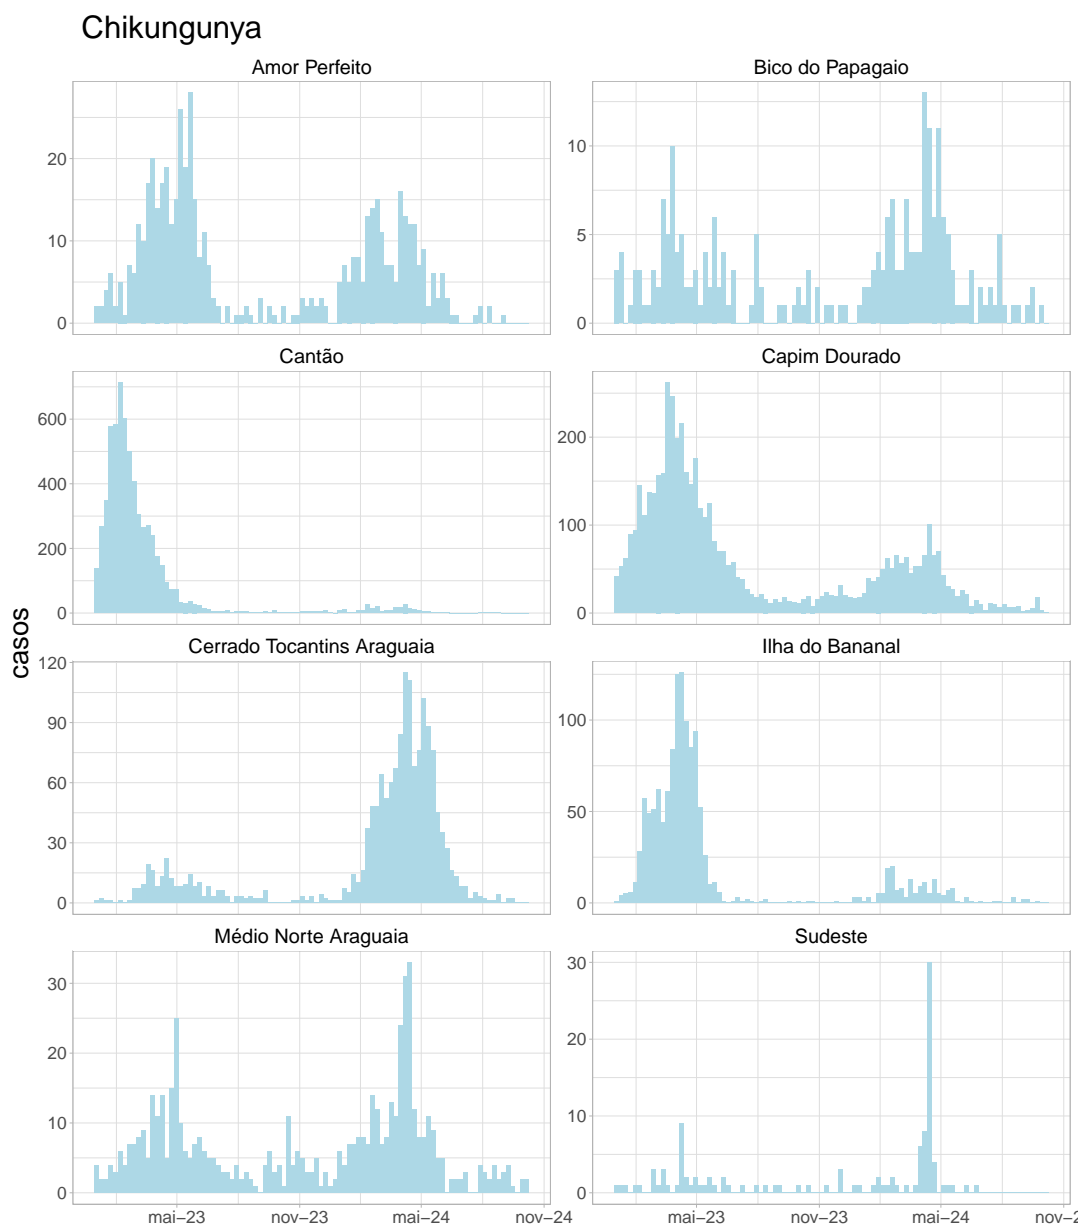 Chikungunya
Amor Perfeito
Bico do Papagaio
20
10
0
10
5
0
Cantão
Capim Dourado
600
400
200
0
200
100
0
casos
Cerrado Tocantins Araguaia
Ilha do Bananal
120
90
60
30
0
100
50
0
Médio Norte Araguaia
Sudeste
30
20
10
0
30
20
10
0
mai–23 nov–23 mai–24 nov–24
mai–23 nov–23 mai–24 nov–2